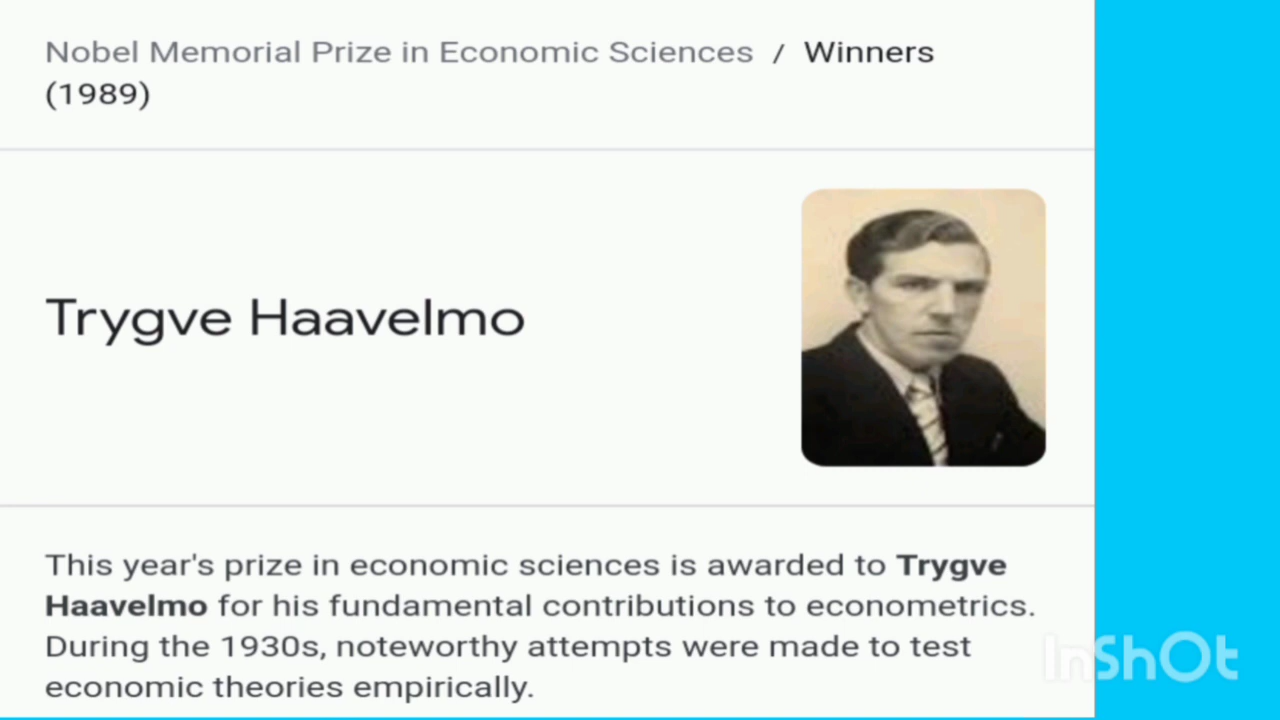 Nobel Memorial Prize in Economic Sciences / Winners
(1989)
Trygve Haavelmo
This year's prize in economic sciences is awarded to Trygve
Haavelmo for his fundamental contributions to econometrics.
During the 1930s, noteworthy attempts were made to test
economic theories empirically.
InShOt